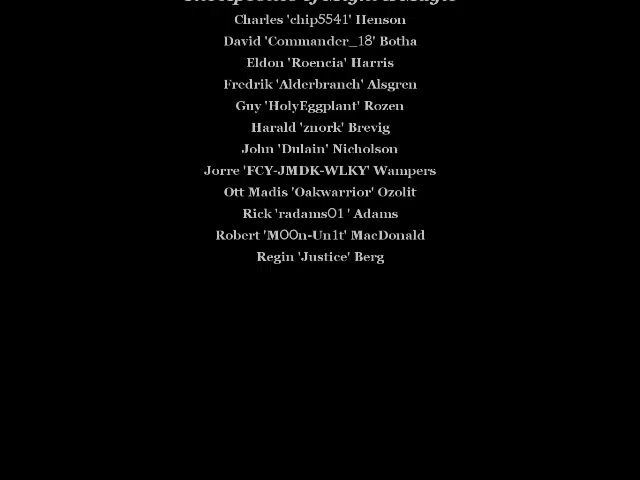 Charles 'chip5541' Henson
David 'Commander_18' Botha
Eldon 'Roencia' Harris
Fredrik 'Alderbranch' Alsgren
Guy 'HolyEggplant' Rozen
Harald 'znork' Brevig
John 'Dulain' Nicholson
Jorre 'FCY-JMDK-WLKY' Wampers
Ott Madis 'Oakwarrior' Ozolit
Rick 'radams01 ' Adams
Robert 'M00n-Un1t' MacDonald
Regin 'Justice' Berg